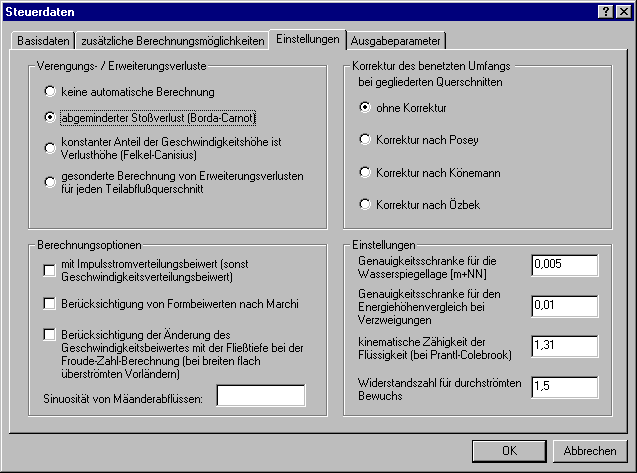 Steuerdaten
Basisdaten
zusätzliche Berechnungsmöglichkeiten
Einstellungen
Ausgabeparameter
Verengungs- / Erweiterungsverluste
keine automatische Berechnung
abgeminderter Stoßverlust (Borda-Carnot)
konstanter Anteil der Geschwindigkeitshöhe ist
Verlusthöhe (Felkel-Canisius)
gesonderte Berechnung von Erweiterungsverlusten
für jeden Teilabflußquerschnitt
Korrektur des benetzten Umfangs
bei gegliederten Querschnitten
ohne Korrektur
Korrektur nach Posey
Korrektur nach Könemann
Korrektur nach Özbek
Berechnungsoptionen
mit Impulsstromverteilungsbeiwert (sonst
Geschwindigkeitsverteilungsbeiwert)
Berücksichtigung von Formbeiwerten nach Marchi
Berücksichtigung der Änderung des
Geschwindigkeitsbeiwertes mit der Fließtiefe bei der
Froude-Zahl-Berechnung (bei breiten flach
überströmten Vorländern)
Sinuosität von Mäanderabflüssen:
Einstellungen
Genauigkeitsschranke für die
Wasserspiegellage [m+NN]
0,005
Genauigkeitsschranke für den
Energiehöhenvergleich bei
Verzweigungen
0,01
kinematische Zähigkeit der
Flüssigkeit (bei Prantl-Colebrook)
1,31
Widerstandszahl für durchströmten
Bewuchs
1,5
OK
Abbrechen